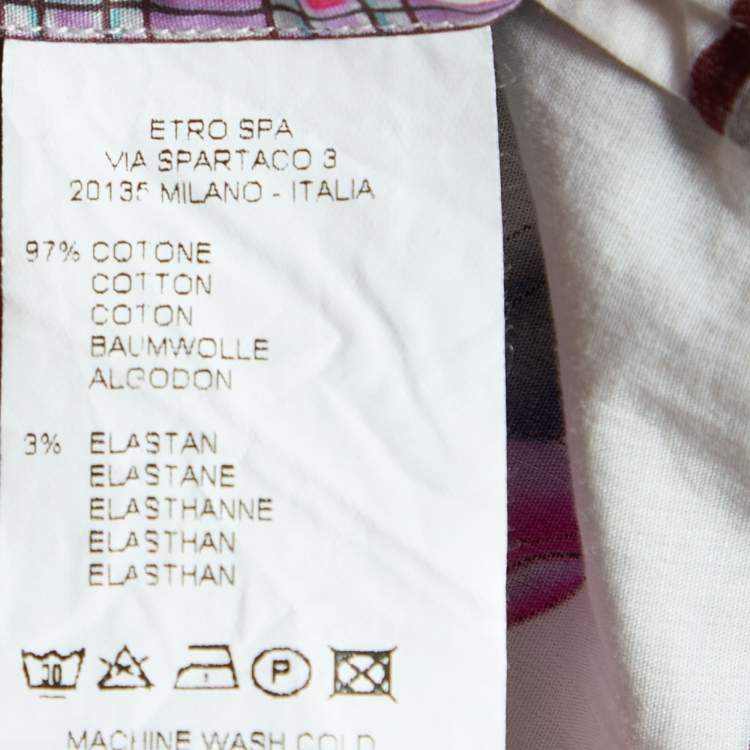 ETRO SPA
VIA SPARTACO 3
20135 MILANO - ITALIA
97% COTONE
COTTON
COTON
BAUMWOLLE
ALGODON
3% ELASTAN
ELASTANE
ELASTHANNE
ELASTHAN
ELASTHAN
30 P
MACHINE WASH COLD